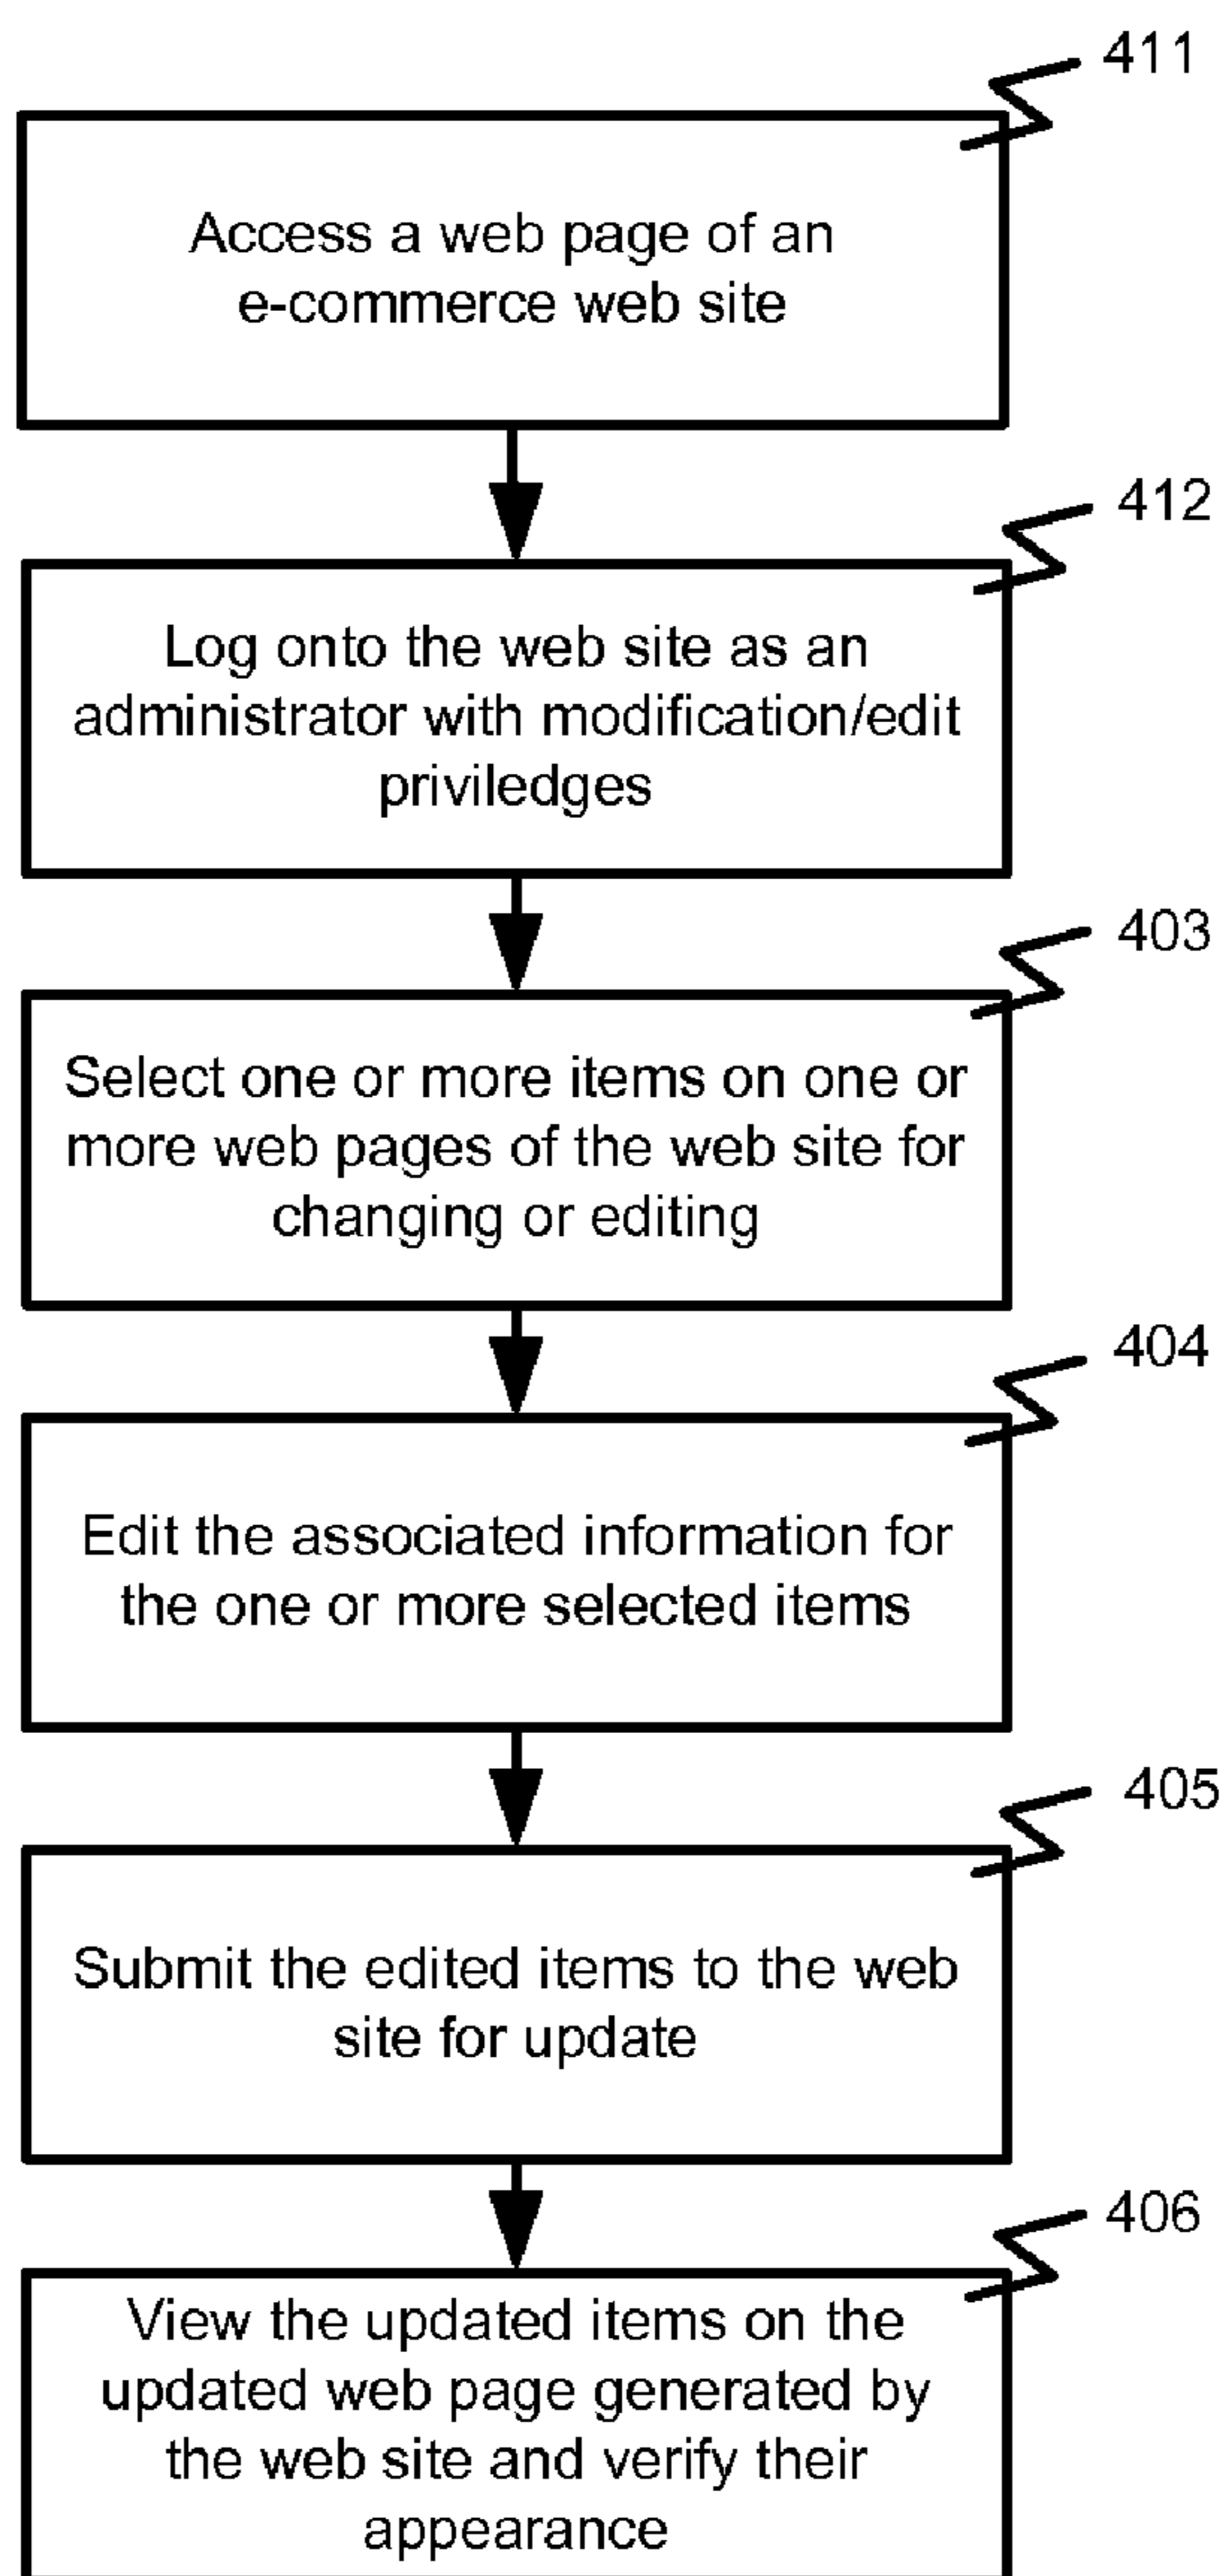 411
Access a web page of an
e-commerce web site
412
Log onto the web site as an
administrator with modification/edit
priviledges
403
Select one or more items on one or
more web pages of the web site for
changing or editing
404
Edit the associated information for
the one or more selected items
405
Submit the edited items to the web
site for update
406
View the updated items on the
updated web page generated by
the web site and verify their
appearance